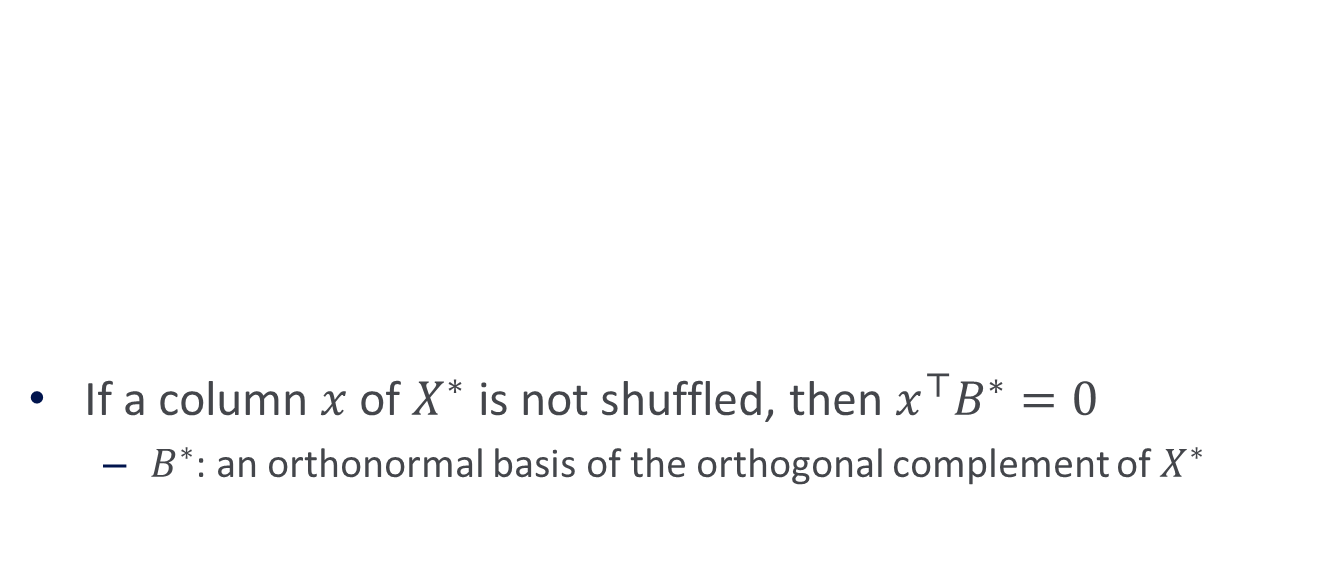 • If a column 𝑥 of 𝑋* is not shuffled, then 𝑥⊤𝐵* = 0
– 𝐵*: an orthonormal basis of the orthogonal complement of 𝑋*